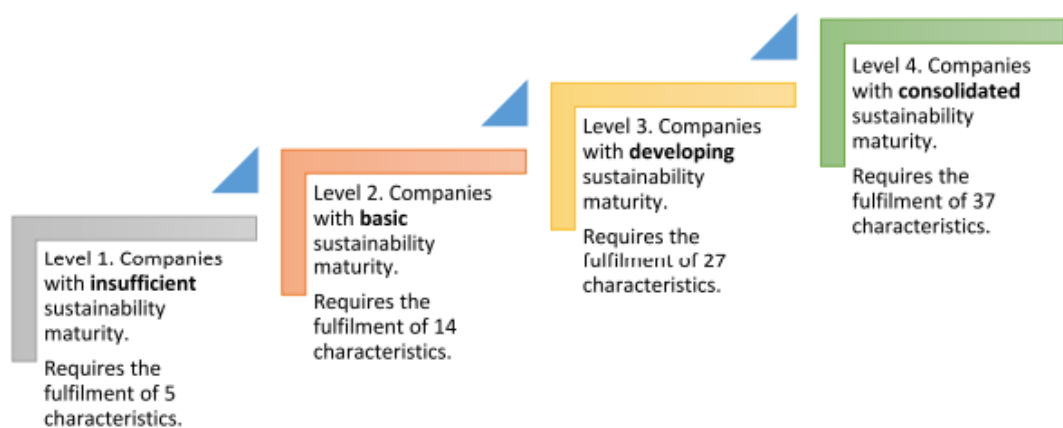 Level 1. Companies
with insufficient
sustainability
maturity.
Requires the
fulfilment of 5
characteristics.
Level 2. Companies
with basic
sustainability
maturity.
Requires the
fulfilment of 14
characteristics.
Level 3. Companies
with developing
sustainability
maturity.
Requires the
fulfilment of 27
characteristics.
Level 4. Companies
with consolidated
sustainability
maturity.
Requires the
fulfilment of 37
characteristics.